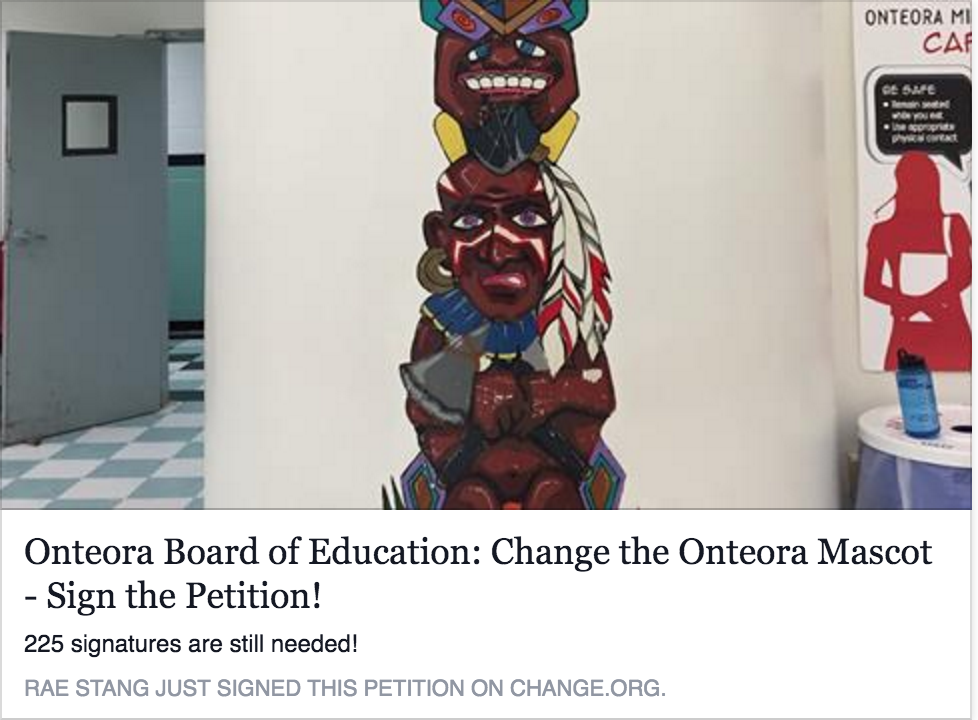 ONTEORA MI
CAF
BE SAFE
• Remain seated
while you eat
• Use appropriate
physical contact
Onteora Board of Education: Change the Onteora Mascot
- Sign the Petition!
225 signatures are still needed!
RAE STANG JUST SIGNED THIS PETITION ON CHANGE.ORG.